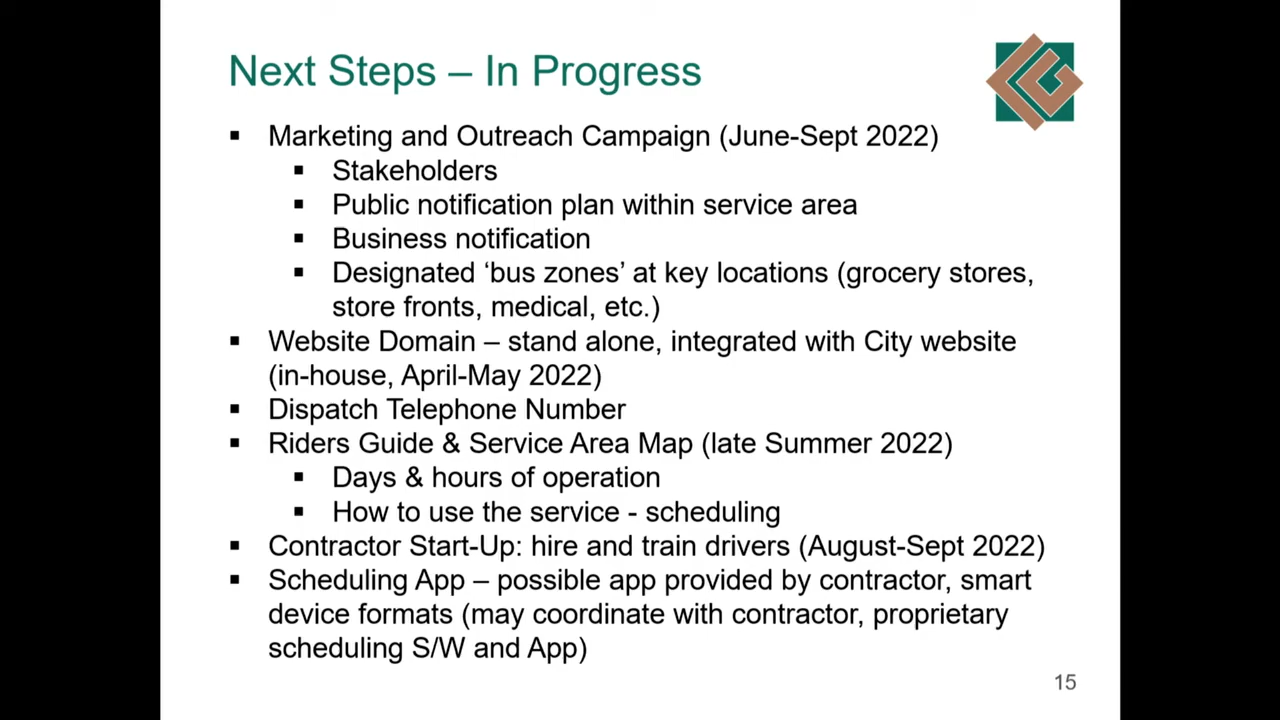 Next Steps – In Progress
▪ Marketing and Outreach Campaign (June-Sept 2022)
▪ Stakeholders
▪ Public notification plan within service area
▪ Business notification
▪ Designated ‘bus zones’ at key locations (grocery stores,
store fronts, medical, etc.)
▪ Website Domain – stand alone, integrated with City website
(in-house, April-May 2022)
▪ Dispatch Telephone Number
▪ Riders Guide & Service Area Map (late Summer 2022)
▪ Days & hours of operation
▪ How to use the service - scheduling
▪ Contractor Start-Up: hire and train drivers (August-Sept 2022)
▪ Scheduling App – possible app provided by contractor, smart
device formats (may coordinate with contractor, proprietary
scheduling S/W and App)
15